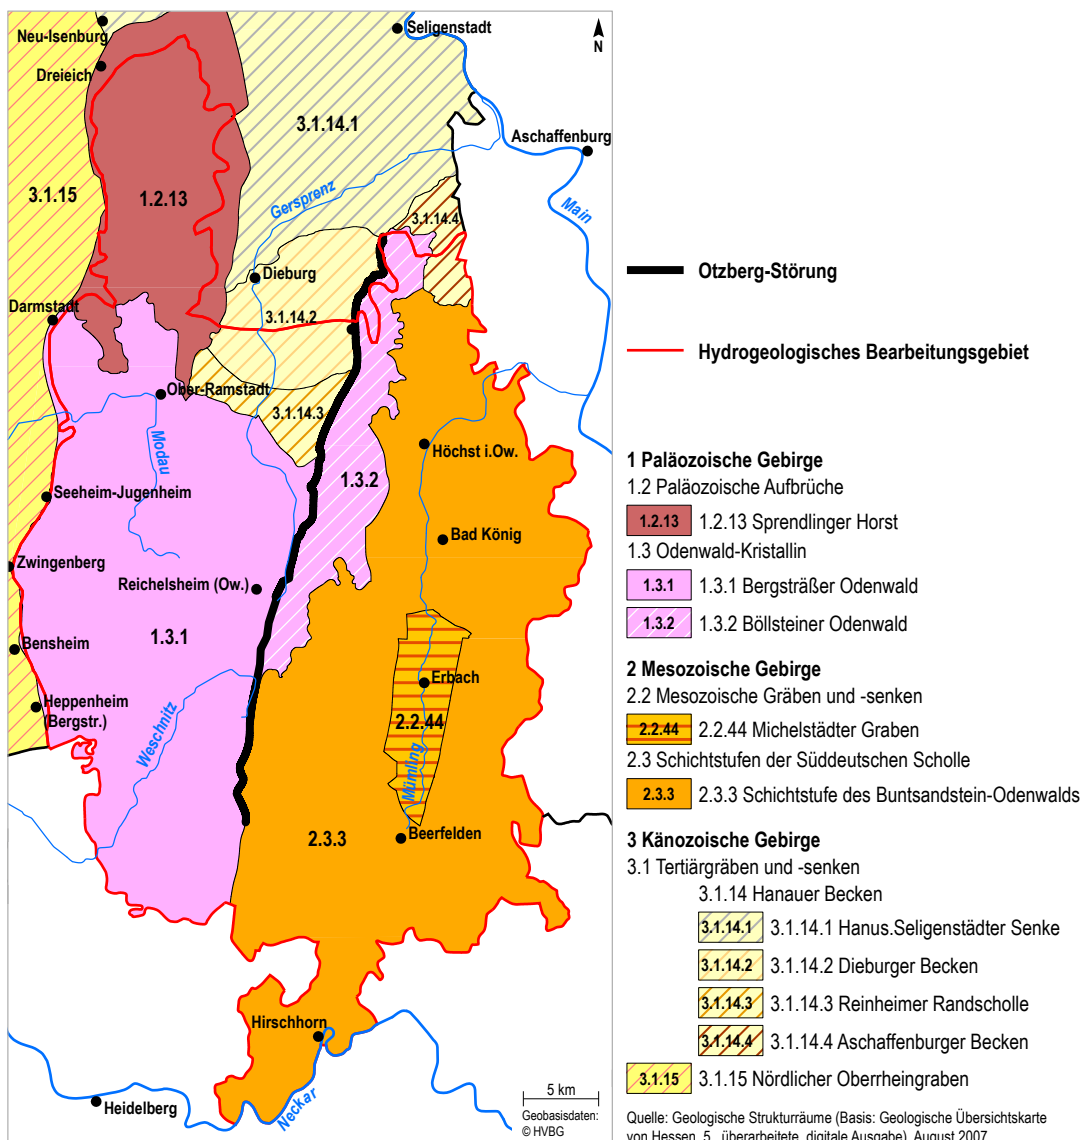 Neu-Isenburg
Seligenstadt
N
Dreieich
3.1.14.1
Aschaffenburg
3.1.15
1.2.13
Gersprenz
3.1.14.4
Main
Dieburg
Darmstadt
3.1.14.2
Ober-Ramstadt
3.1.14.3
Modau
Höchst i.Ow.
1.3.2
Seeheim-Jugenheim
Bad König
Zwingenberg
Reichelsheim (Ow.)
1.3.1
Bensheim
Erbach
Heppenheim
(Bergstr.)
2.2.44
Weschnitz
Mümling
2.3.3
Beerfelden
Hirschhorn
Heidelberg
Neckar
5 km
Geobasisdaten:
© HVBG
Otzberg-Störung
Hydrogeologisches Bearbeitungsgebiet
1 Paläozoische Gebirge
1.2 Paläozoische Aufbrüche
1.2.13 1.2.13 Sprendlinger Horst
1.3 Odenwald-Kristallin
1.3.1 1.3.1 Bergsträßer Odenwald
1.3.2 1.3.2 Böllsteiner Odenwald
2 Mesozoische Gebirge
2.2 Mesozoische Gräben und -senken
2.2.44 2.2.44 Michelstädter Graben
2.3 Schichtstufen der Süddeutschen Scholle
2.3.3 2.3.3 Schichtstufe des Buntsandstein-Odenwalds
3 Känozoische Gebirge
3.1 Tertiärgräben und -senken
3.1.14 Hanauer Becken
3.1.14.1 3.1.14.1 Hanus.Seligenstädter Senke
3.1.14.2 3.1.14.2 Dieburger Becken
3.1.14.3 3.1.14.3 Reinheimer Randscholle
3.1.14.4 3.1.14.4 Aschaffenburger Becken
3.1.15 3.1.15 Nördlicher Oberrheingraben
Quelle: Geologische Strukturräume (Basis: Geologische Übersichtskarte
von Hessen, 5., überarbeitete, digitale Ausgabe), August 2007